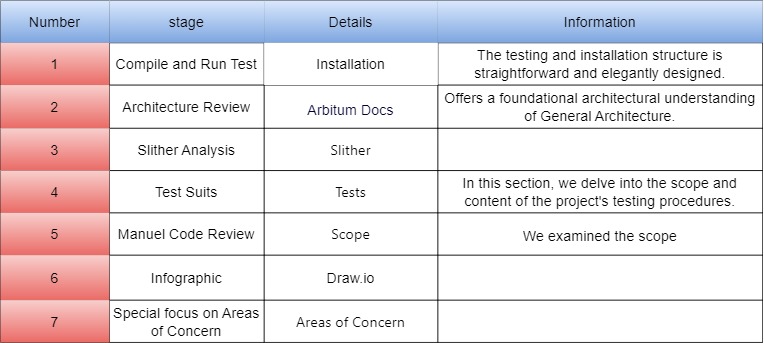 Number stage Details Information
1 Compile and Run Test Installation The testing and installation structure is
straightforward and elegantly designed.
2 Architecture Review Arbitum Docs Offers a foundational architectural understanding
of General Architecture.
3 Slither Analysis Slither
4 Test Suits Tests In this section, we delve into the scope and
content of the project's testing procedures.
5 Manuel Code Review Scope We examined the scope
6 Infographic Draw.io
7 Special focus on Areas
of Concern Areas of Concern